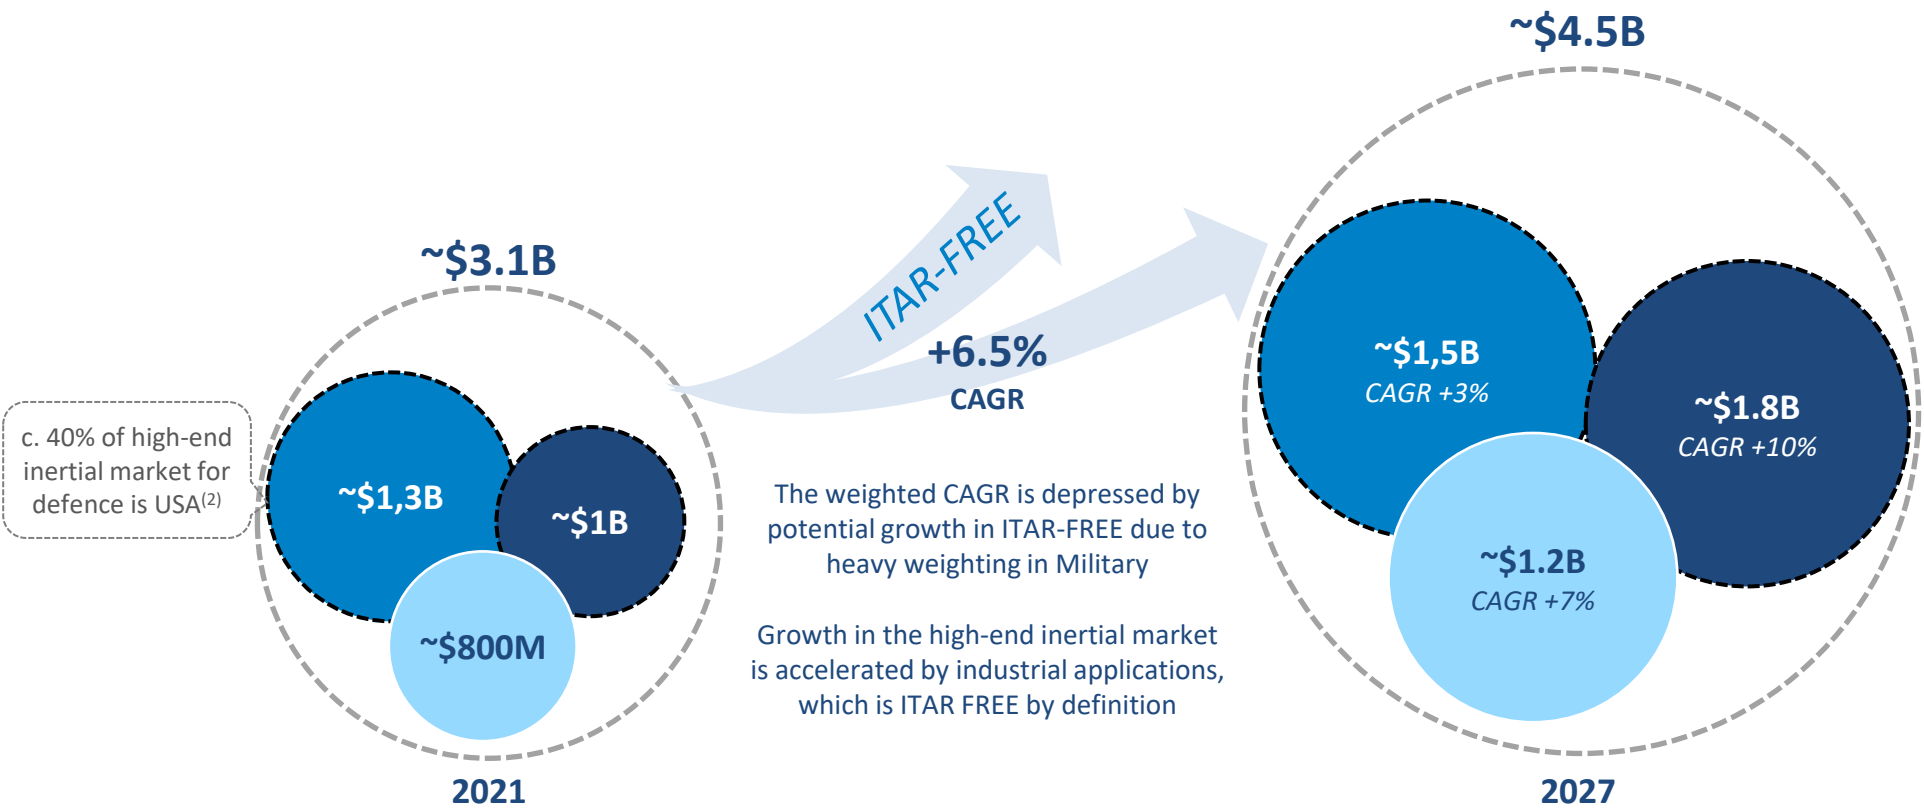 ~$3.1B
c. 40% of high-end
inertial market for
defence is USA(2)
~$1,3B
~$1B
~$800M
2021
ITAR-FREE
+6.5%
CAGR
The weighted CAGR is depressed by
potential growth in ITAR-FREE due to
heavy weighting in Military
Growth in the high-end inertial market
is accelerated by industrial applications,
which is ITAR FREE by definition
~$4.5B
~$1,5B
CAGR +3%
~$1.8B
CAGR +10%
~$1.2B
CAGR +7%
2027